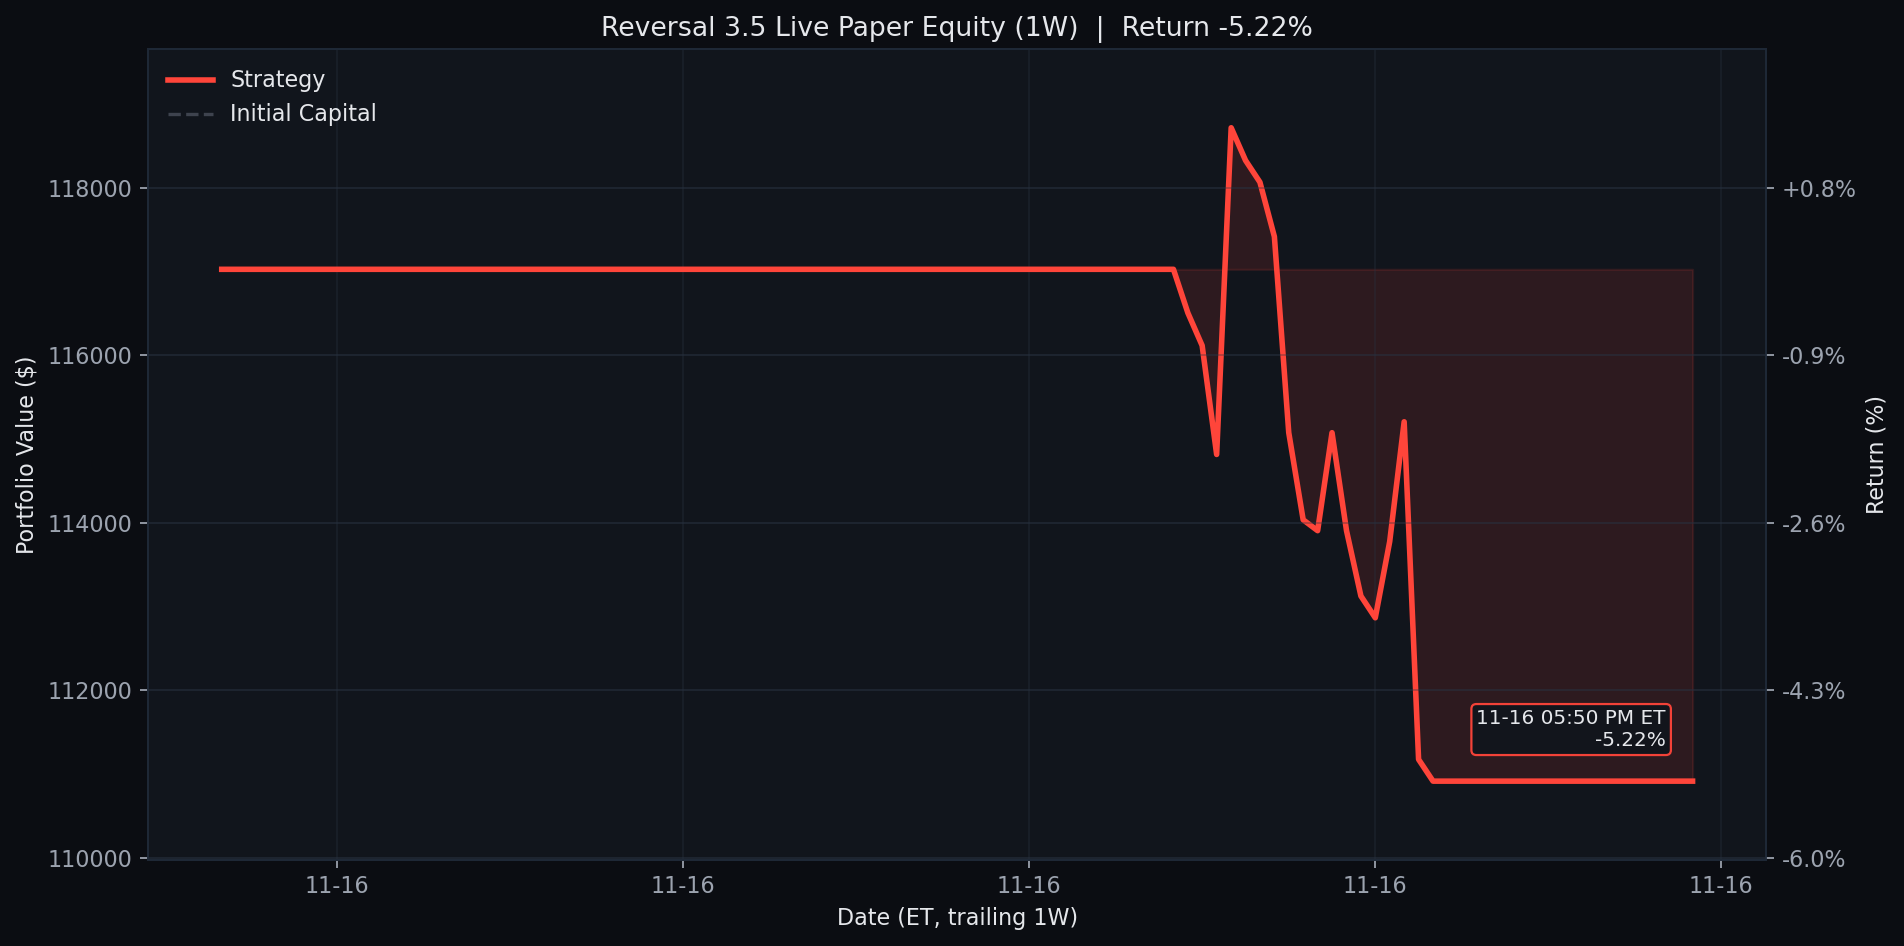 Reversal 3.5 Live Paper Equity (1W)  |  Return -5.22%
Strategy
Initial Capital
Portfolio Value ($)
118000
116000
114000
112000
110000
+0.8%
-0.9%
-2.6%
-4.3%
-6.0%
Return (%)
11-16 05:50 PM ET
-5.22%
11-16
11-16
11-16
11-16
11-16
Date (ET, trailing 1W)